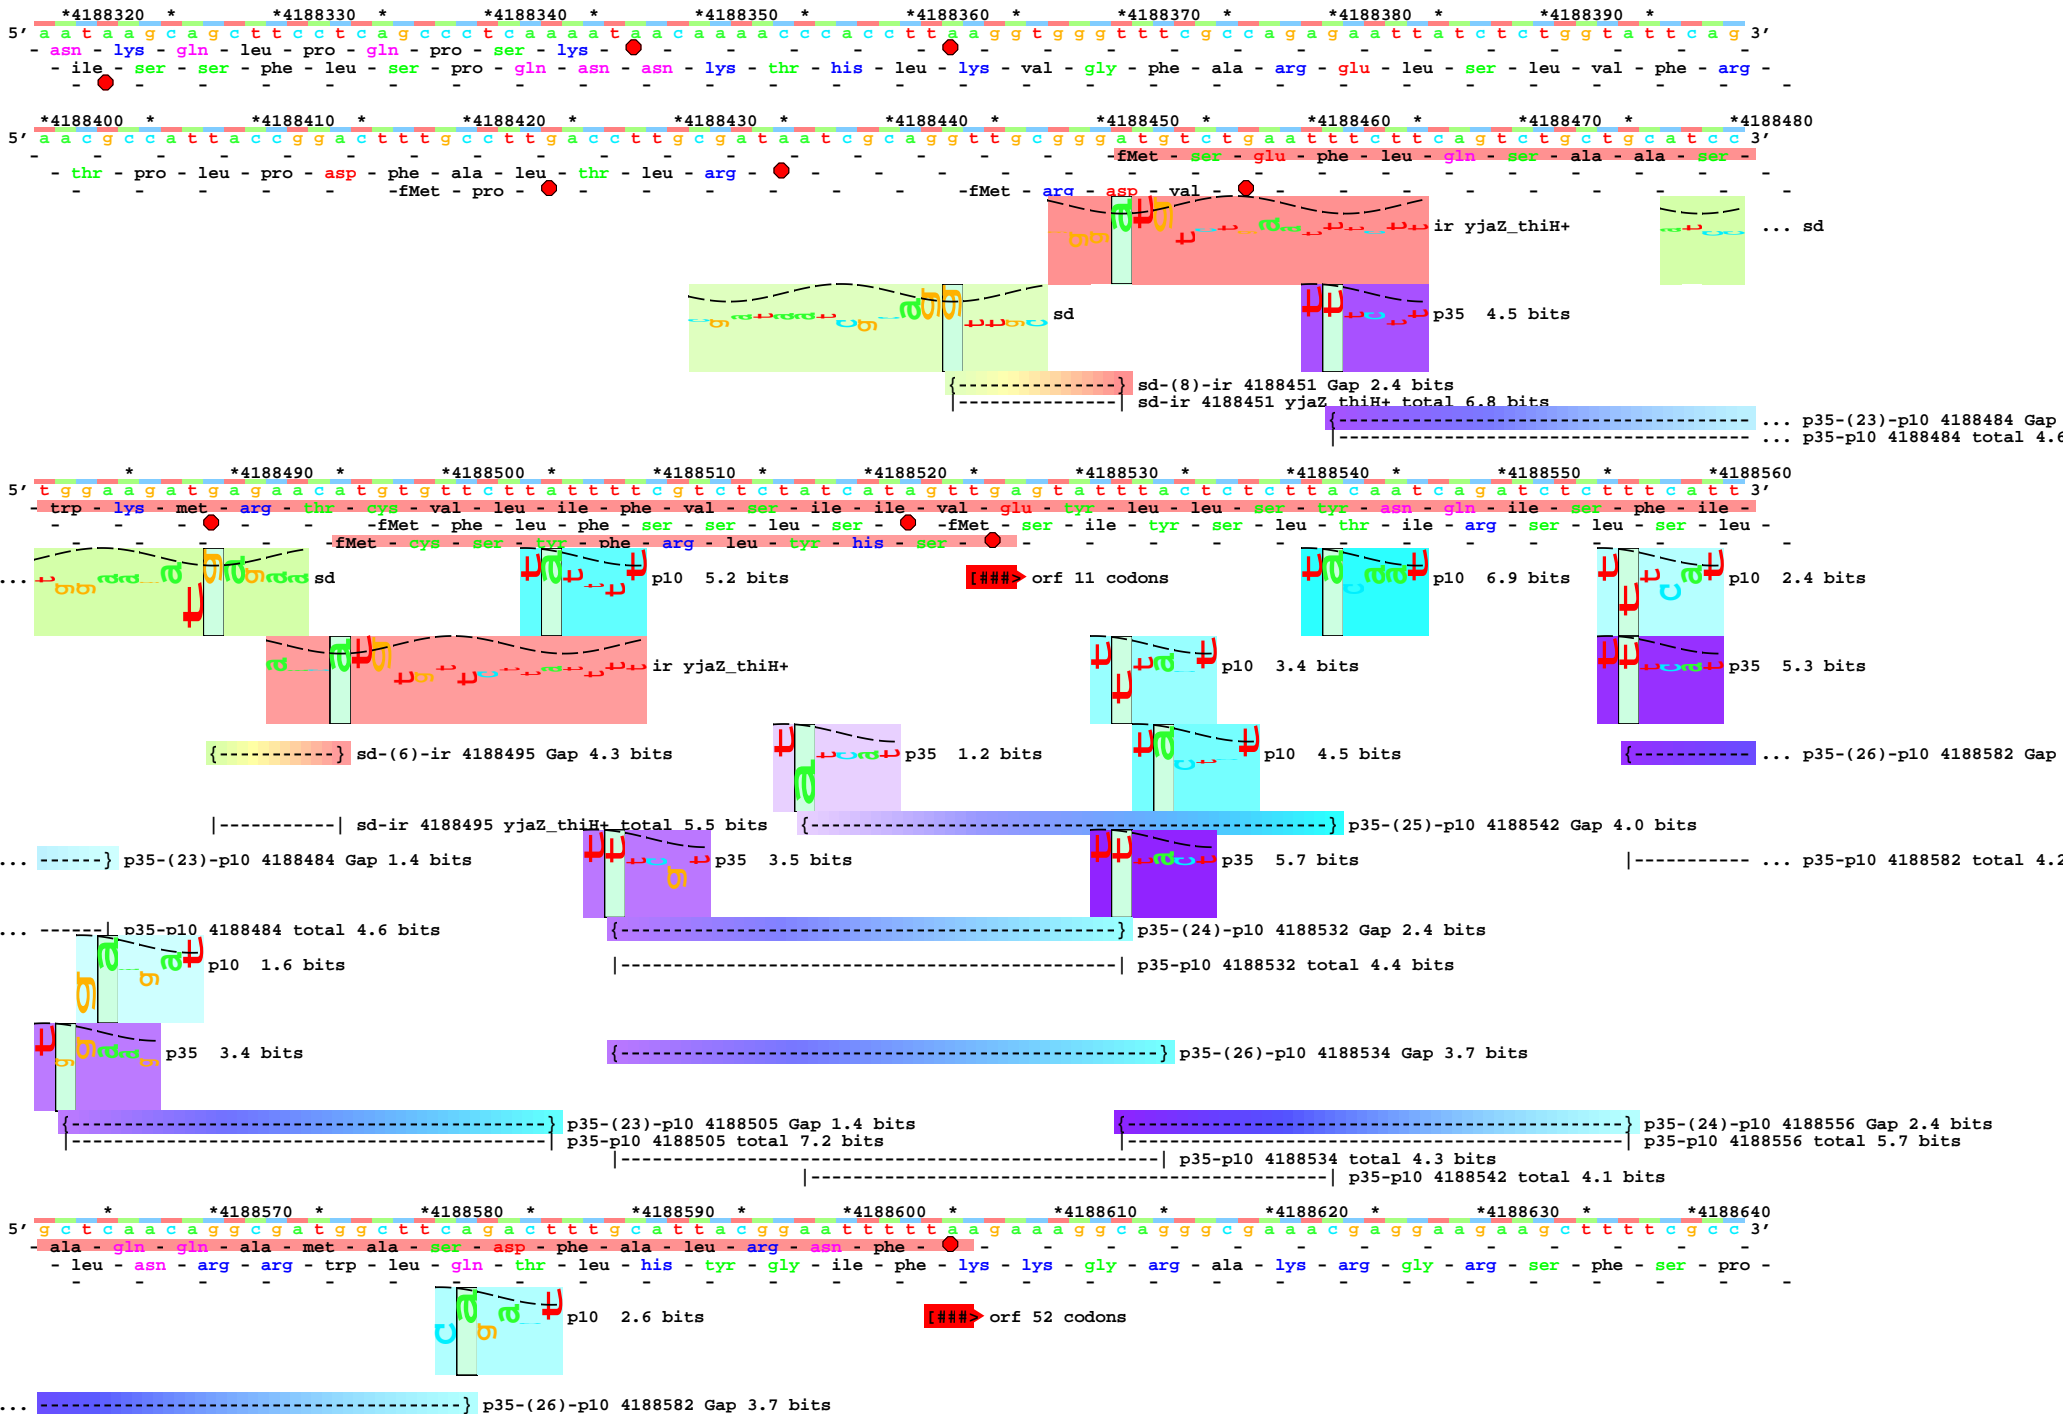 *4188320 * *4188330 * *4188340 * *4188350 * *4188360 * *4188370 * *4188380 * *4188390 *
5' a a t a a g c a g c t t c c t c a g c c c t c a a a a t a a c a a a a c c c a c c t t a a g g t g g g t t t c g c c a g a g a a t t a t c t c t g g t a t t c a g 3'
- asn - lys - gln - leu - pro - gln - pro - ser - lys -
- ile - ser - ser - phe - leu - ser - pro - gln - asn - asn - lys - thr - his - leu - lys - val - gly - phe - ala - arg - glu - leu - ser - leu - val - phe - arg -
*4188400 * *4188410 * *4188420 * *4188430 * *4188440 * *4188450 * *4188460 * *4188470 * *4188480
5' a a c g c c a t t a c c g g a c t t t g c c t t g a c c t t g c g a t a a t c g c a g g t t g c g g g a t g t c t g a a t t t c t t c a g t c t g c t g c a t c c 3'
-fMet - ser - glu - phe - leu - gln - ser - ala - ala - ser -
- thr - pro - leu - pro - asp - phe - ala - leu - thr - leu - arg -
-fMet - pro - -fMet - arg - asp - val -
ir yjaZ_thiH+
... sd
sd
p35 4.5 bits
{---------------} sd-(8)-ir 4188451 Gap 2.4 bits
|---------------| sd-ir 4188451 yjaZ_thiH+ total 6.8 bits
... p35-(23)-p10 4188484 Gap
... p35-p10 4188484 total 4.6
* *4188490 * *4188500 * *4188510 * *4188520 * *4188530 * *4188540 * *4188550 * *4188560
5' t g g a a g a t g a g a a c a t g t g t t c t t a t t t t c g t c t c t a t c a t a g t t g a g t a t t t a c t c t c t t a c a a t c a g a t c t c t t t c a t t 3'
- trp - lys - met - arg - thr - cys - val - leu - ile - phe - val - ser - ile - ile - val - glu - tyr - leu - leu - ser - tyr - asn - gln - ile - ser - phe - ile -
-fMet - phe - leu - phe - ser - ser - leu - ser - -fMet - ser - ile - tyr - ser - leu - thr - ile - arg - ser - leu - ser - leu -
-fMet - cys - ser - tyr - phe - arg - leu - tyr - his - ser -
... sd
p10 5.2 bits
[###> orf 11 codons
p10 6.9 bits
p10 2.4 bits
ir yjaZ_thiH+
p10 3.4 bits
p35 5.3 bits
{-----------} sd-(6)-ir 4188495 Gap 4.3 bits
p35 1.2 bits
p10 4.5 bits
... p35-(26)-p10 4188582 Gap
|-----------| sd-ir 4188495 yjaZ_thiH+ total 5.5 bits
p35-(25)-p10 4188542 Gap 4.0 bits
... ------} p35-(23)-p10 4188484 Gap 1.4 bits
p35 3.5 bits
p35 5.7 bits
... p35-p10 4188582 total 4.2
... ------| p35-p10 4188484 total 4.6 bits
p35-(24)-p10 4188532 Gap 2.4 bits
p10 1.6 bits
p35-p10 4188532 total 4.4 bits
p35 3.4 bits
p35-(26)-p10 4188534 Gap 3.7 bits
p35-(23)-p10 4188505 Gap 1.4 bits
p35-(24)-p10 4188556 Gap 2.4 bits
p35-p10 4188505 total 7.2 bits
p35-p10 4188556 total 5.7 bits
p35-p10 4188534 total 4.3 bits
p35-p10 4188542 total 4.1 bits
* *4188570 * *4188580 * *4188590 * *4188600 * *4188610 * *4188620 * *4188630 * *4188640
5' g c t c a a c a g g c g a t g g c t t c a g a c t t t g c a t t a c g g a a t t t t t a g a a a g g c a g g g c g a a c g a g g a a g a a g c t t t t c g c c 3'
- ala - gln - gln - ala - met - ala - ser - asp - phe - ala - leu - arg - asn - phe -
- leu - asn - arg - arg - trp - leu - gln - thr - leu - his - tyr - gly - ile - phe - lys - lys - gly - arg - ala - lys - arg - gly - arg - ser - phe - ser - pro -
p10 2.6 bits
[###> orf 52 codons
... p35-(26)-p10 4188582 Gap 3.7 bits